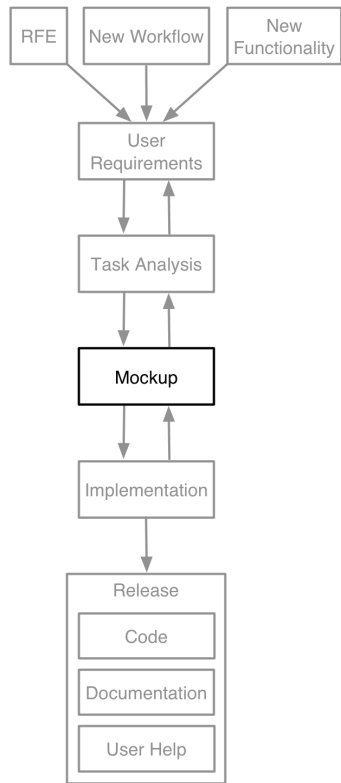 RFE
New Workflow
New
Functionality
User
Requirements
Task Analysis
Mockup
Implementation
Release
Code
Documentation
User Help